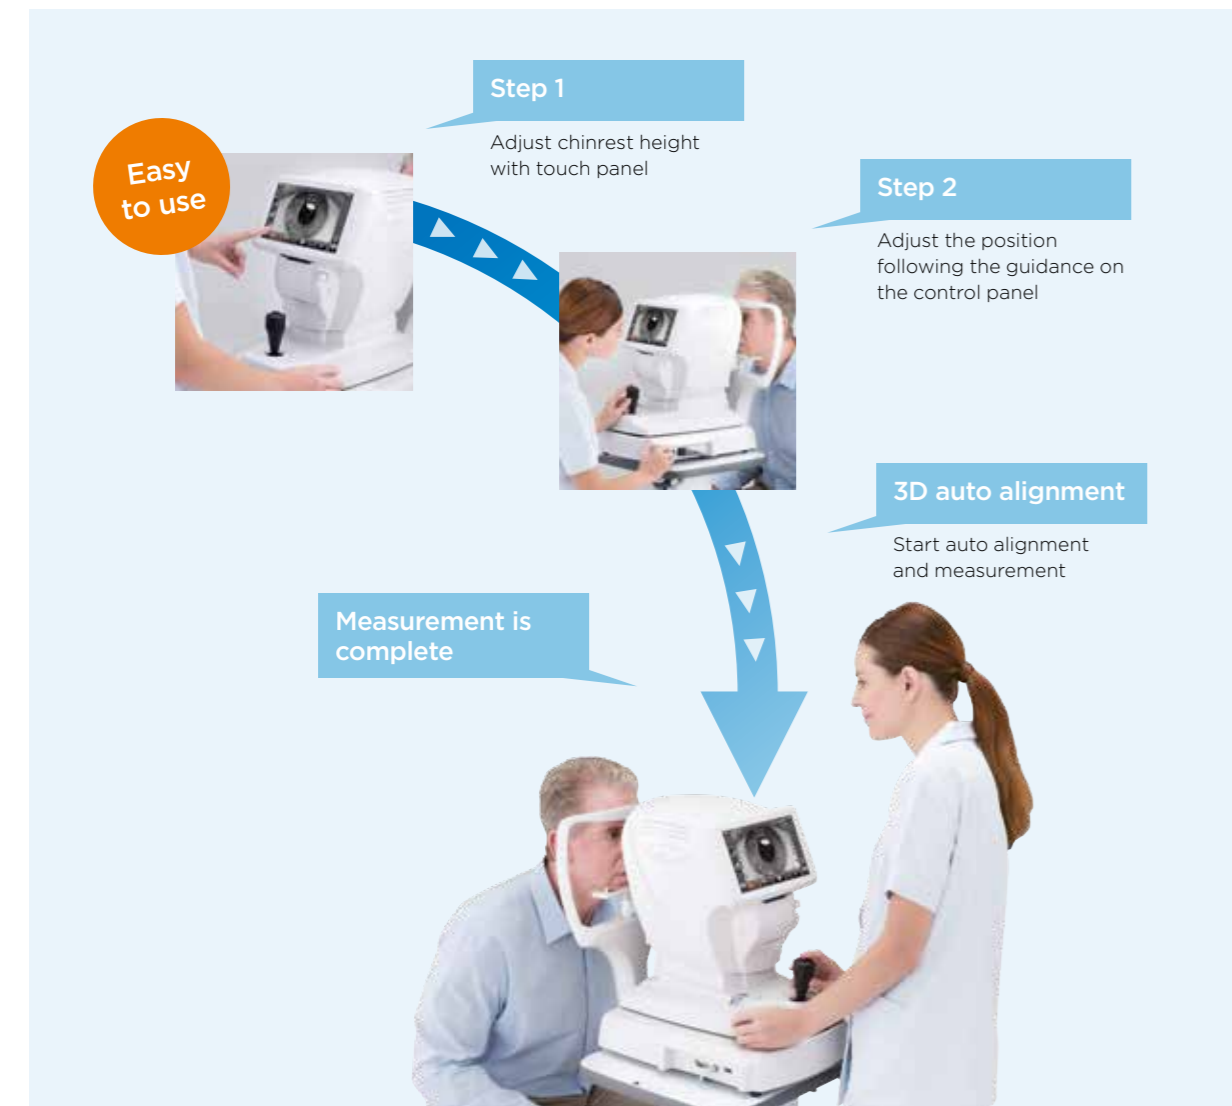 Easy
to use
Step 1
Adjust chinrest height
with touch panel
Step 2
Adjust the position
following the guidance on
the control panel
3D auto alignment
Start auto alignment
and measurement
Measurement is
complete